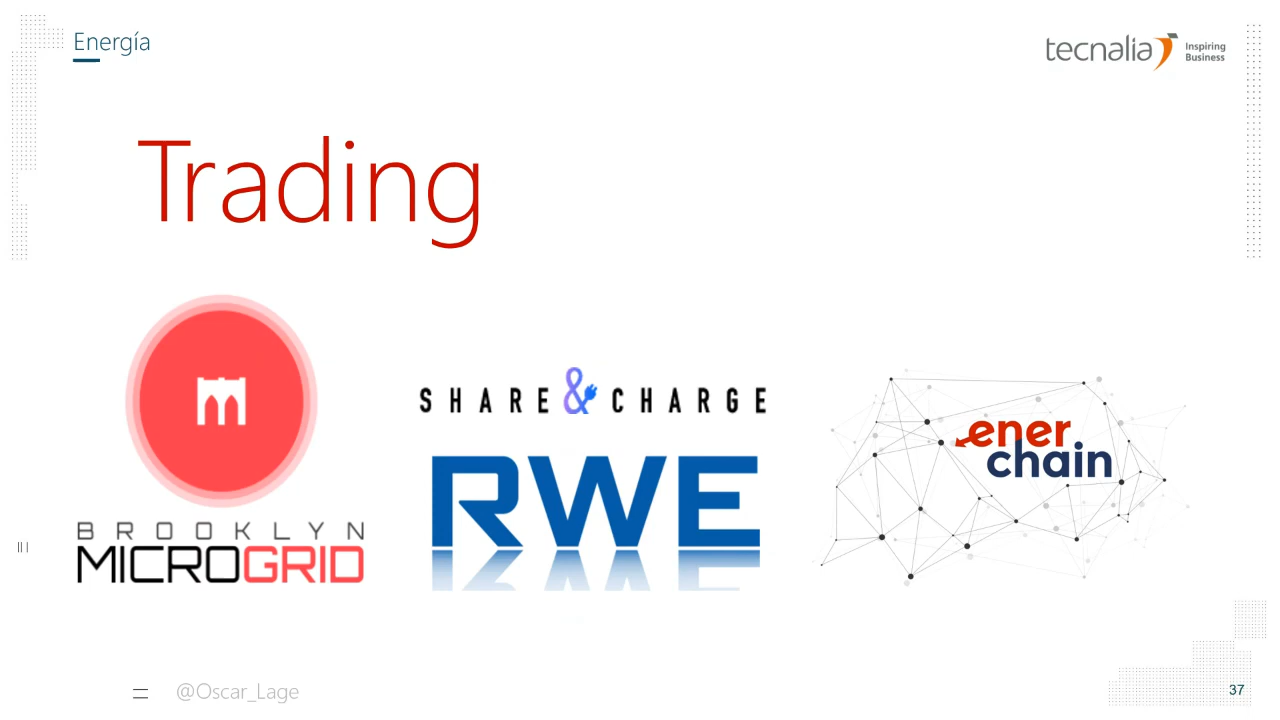 Energía
tecnalia Inspiring
Business
Trading
SHARE & CHARGE
RWE
ener
chain
BROOKLYN
MICROGRID
@Oscar_Lage
37